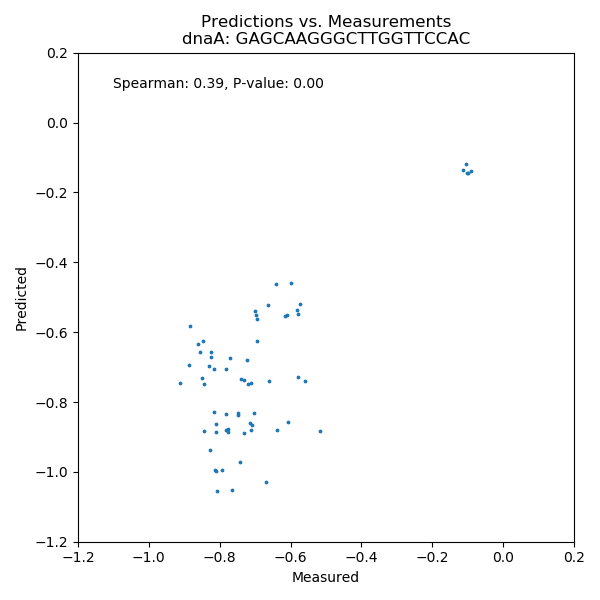 Predictions vs. Measurements
dnaA: GAGCAAGGGCTTGGTTCCAC
Spearman: 0.39, P-value: 0.00
0.2
0.0
−0.2
−0.4
−0.6
−0.8
−1.0
−1.2
Predicted
−1.2 −1.0 −0.8 −0.6 −0.4 −0.2 0.0 0.2
Measured